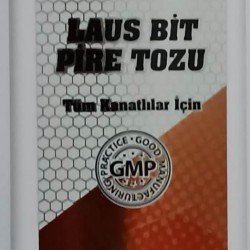 LAUS BİT
PİRE TOZU
Tüm Kanatlılar İçin
GOOD MANUFACTURING PRACTICE
GMP